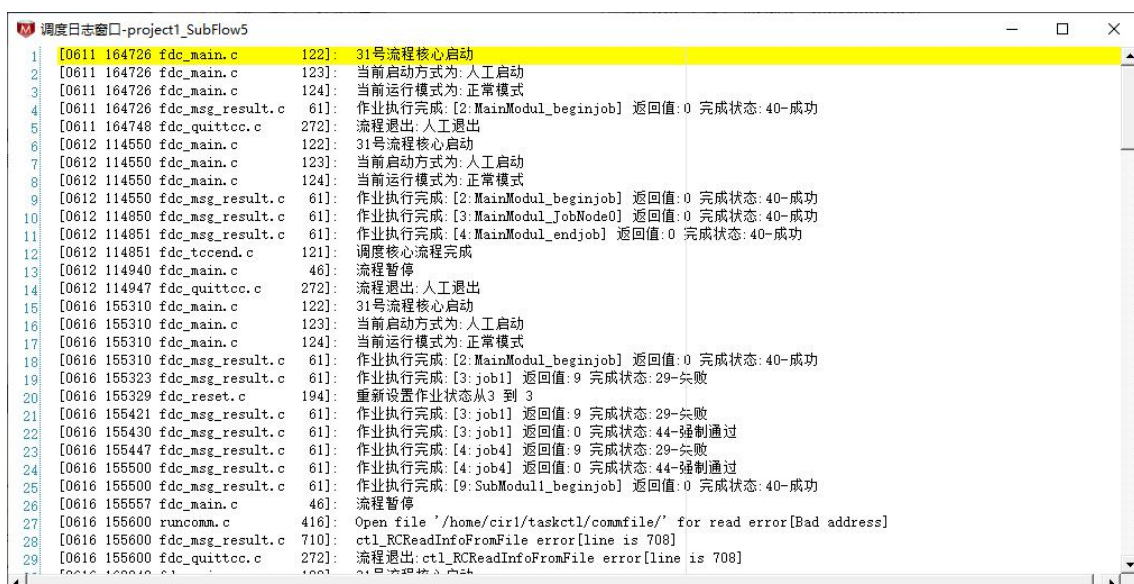 调度日志窗口-project1_SubFlow5
1 [0611 164726 fdc_main.c 122]: 31号流程核心启动
2 [0611 164726 fdc_main.c 123]: 当前启动方式为:人工启动
3 [0611 164726 fdc_main.c 124]: 当前运行模式为:正常模式
4 [0611 164726 fdc_msg_result.c 61]: 作业执行完成:[2:MainModul_beginjob] 返回值:0 完成状态:40-成功
5 [0611 164748 fdc_quittcc.c 272]: 流程退出:人工退出
6 [0612 114550 fdc_main.c 122]: 31号流程核心启动
7 [0612 114550 fdc_main.c 123]: 当前启动方式为:人工启动
8 [0612 114550 fdc_main.c 124]: 当前运行模式为:正常模式
9 [0612 114550 fdc_msg_result.c 61]: 作业执行完成:[2:MainModul_beginjob] 返回值:0 完成状态:40-成功
10 [0612 114850 fdc_msg_result.c 61]: 作业执行完成:[3:MainModul_JobNode0] 返回值:0 完成状态:40-成功
11 [0612 114851 fdc_msg_result.c 61]: 作业执行完成:[4:MainModul_endjob] 返回值:0 完成状态:40-成功
12 [0612 114851 fdc_tccend.c 121]: 调度核心流程完成
13 [0612 114940 fdc_main.c 46]: 流程暂停
14 [0612 114947 fdc_quittcc.c 272]: 流程退出:人工退出
15 [0616 155310 fdc_main.c 122]: 31号流程核心启动
16 [0616 155310 fdc_main.c 123]: 当前启动方式为:人工启动
17 [0616 155310 fdc_main.c 124]: 当前运行模式为:正常模式
18 [0616 155310 fdc_msg_result.c 61]: 作业执行完成:[2:MainModul_beginjob] 返回值:0 完成状态:40-成功
19 [0616 155323 fdc_msg_result.c 61]: 作业执行完成:[3:job1] 返回值:9 完成状态:29-失败
20 [0616 155329 fdc_reset.c 194]: 重新设置作业状态从3 到 3
21 [0616 155421 fdc_msg_result.c 61]: 作业执行完成:[3:job1] 返回值:9 完成状态:29-失败
22 [0616 155430 fdc_msg_result.c 61]: 作业执行完成:[3:job1] 返回值:0 完成状态:44-强制通过
23 [0616 155447 fdc_msg_result.c 61]: 作业执行完成:[4:job4] 返回值:9 完成状态:29-失败
24 [0616 155500 fdc_msg_result.c 61]: 作业执行完成:[4:job4] 返回值:0 完成状态:44-强制通过
25 [0616 155500 fdc_msg_result.c 61]: 作业执行完成:[9:SubModul1_beginjob] 返回值:0 完成状态:40-成功
26 [0616 155557 fdc_main.c 46]: 流程暂停
27 [0616 155600 runcomm.c 416]: Open file '/home/cir1/taskctl/commfile/' for read error[Bad address]
28 [0616 155600 fdc_msg_result.c 710]: ctl_RCReadInfoFromFile error[line is 708]
29 [0616 155600 fdc_quittcc.c 272]: 流程退出:ctl_RCReadInfoFromFile error[line is 708]